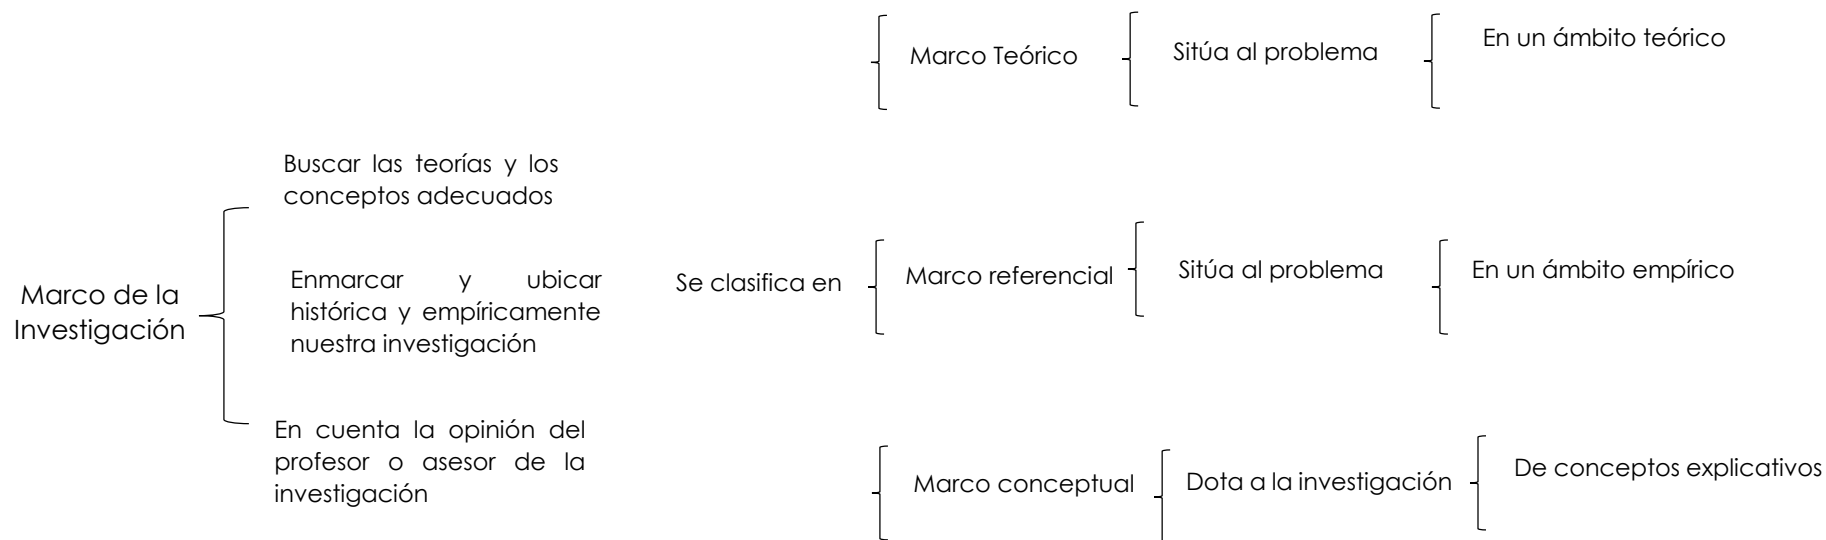 Marco de la
Investigación
Buscar las teorías y los
conceptos adecuados
Enmarcar y ubicar
histórica y empíricamente
nuestra investigación
En cuenta la opinión del
profesor o asesor de la
investigación
Se clasifica en
Marco Teórico
Sitúa al problema
En un ámbito teórico
Marco referencial
Sitúa al problema
En un ámbito empírico
Marco conceptual
Dota a la investigación
De conceptos explicativos